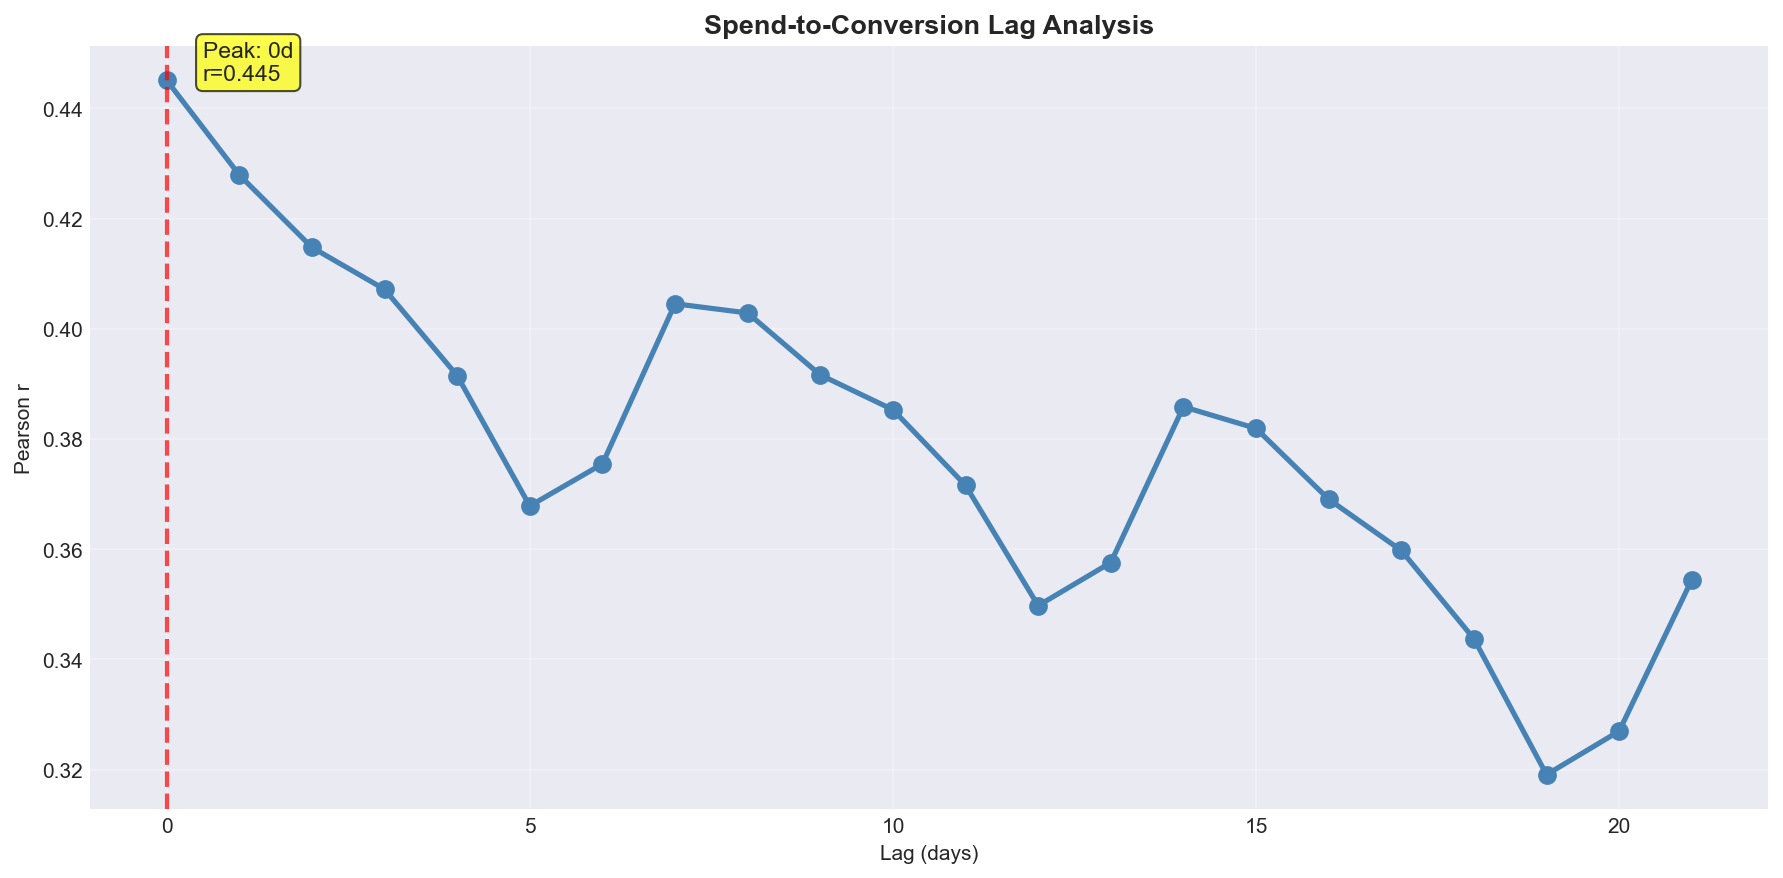 Spend-to-Conversion Lag Analysis
Peak: 0d
r=0.445
0.44
0.42
0.40
0.38
0.36
0.34
0.32
Pearson r
0 5 10 15 20
Lag (days)